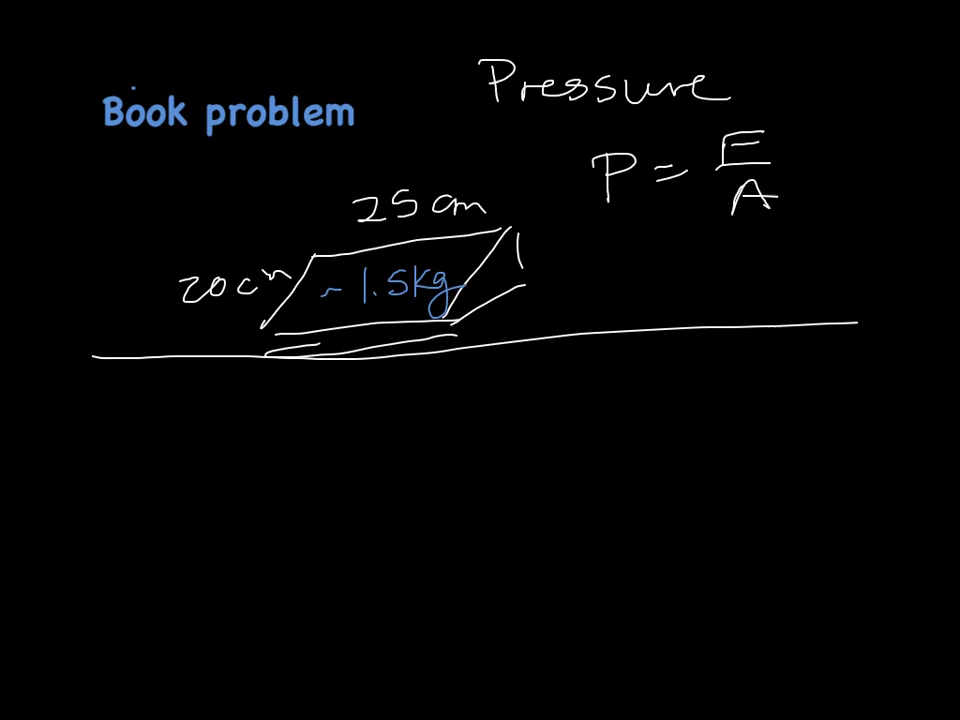 Pressure
Book problem
P = F/A
25 cm
20 cm
~ 1.5kg